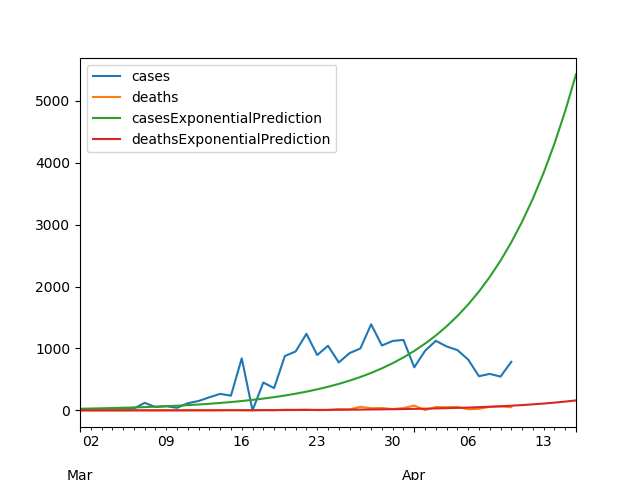 cases
deaths
casesExponentialPrediction
deathsExponentialPrediction
5000
4000
3000
2000
1000
0
02 09 16 23 30 06 13
Mar Apr